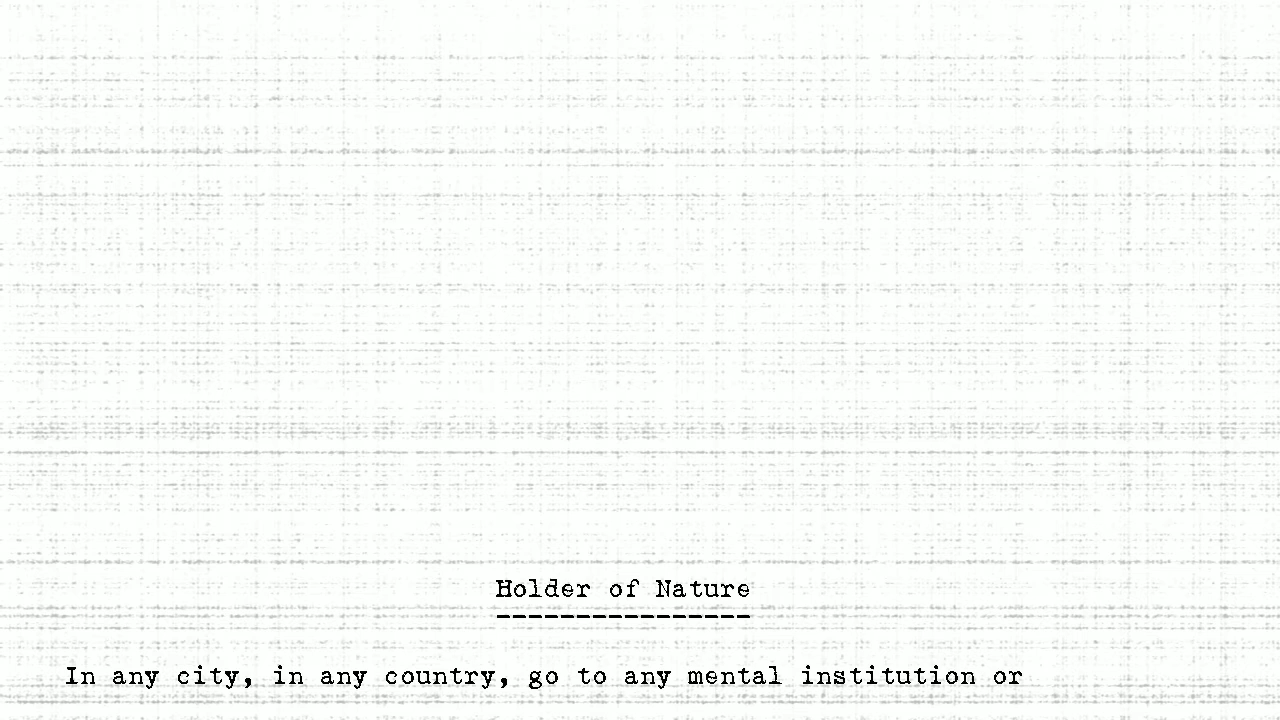 Holder of Nature
----------------
In any city, in any country, go to any mental institution or